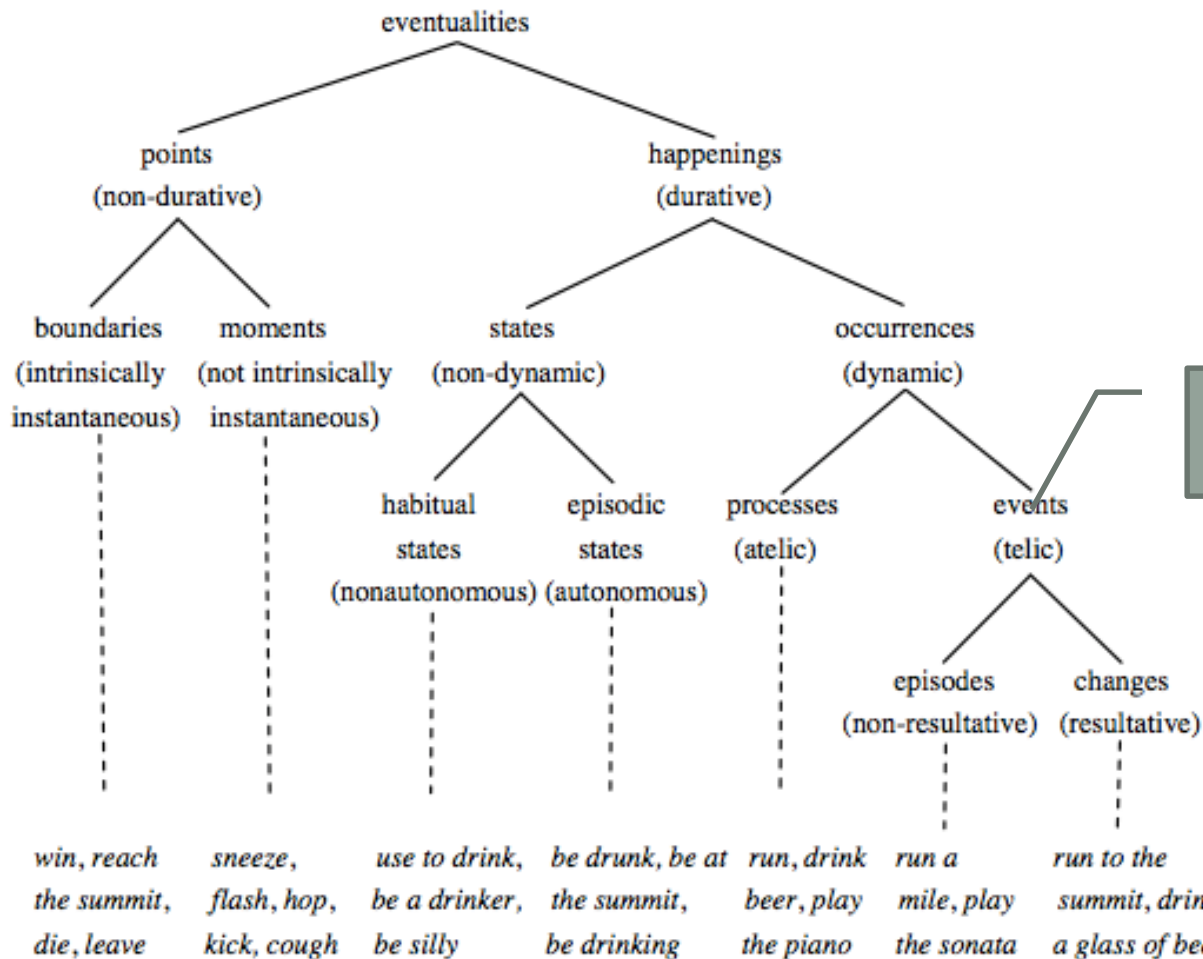 eventualities
points happenings
(non-durative) (durative)
boundaries moments states occurrences
(intrinsically (not intrinsically (non-dynamic) (dynamic)
instantaneous) instantaneous)
habitual episodic processes events
states states (atelic) (telic)
(nonautonomous) (autonomous)
episodes changes
(non-resultative) (resultative)
win, reach sneeze, use to drink, be drunk, be at run, drink run a run to the
the summit, flash, hop, be a drinker, the summit, beer, play mile, play summit,
die, leave kick, cough be silly be drinking the piano the sonata a glass of